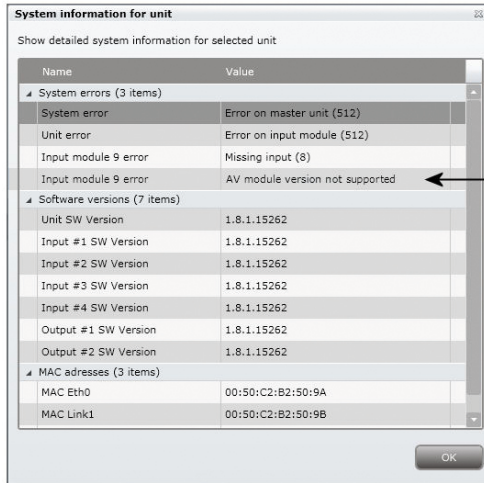 System information for unit
Show detailed system information for selected unit
Name Value
System errors (3 items)
System error Error on master unit (512)
Unit error Error on input module (512)
Input module 9 error Missing input (8)
Input module 9 error AV module version not supported
Software versions (7 items)
Unit SW Version 1.8.1.15262
Input #1 SW Version 1.8.1.15262
Input #2 SW Version 1.8.1.15262
Input #3 SW Version 1.8.1.15262
Input #4 SW Version 1.8.1.15262
Output #1 SW Version 1.8.1.15262
Output #2 SW Version 1.8.1.15262
MAC adresses (3 items)
MAC Eth0 00:50:C2:B2:50:9A
MAC Link1 00:50:C2:B2:50:9B
OK